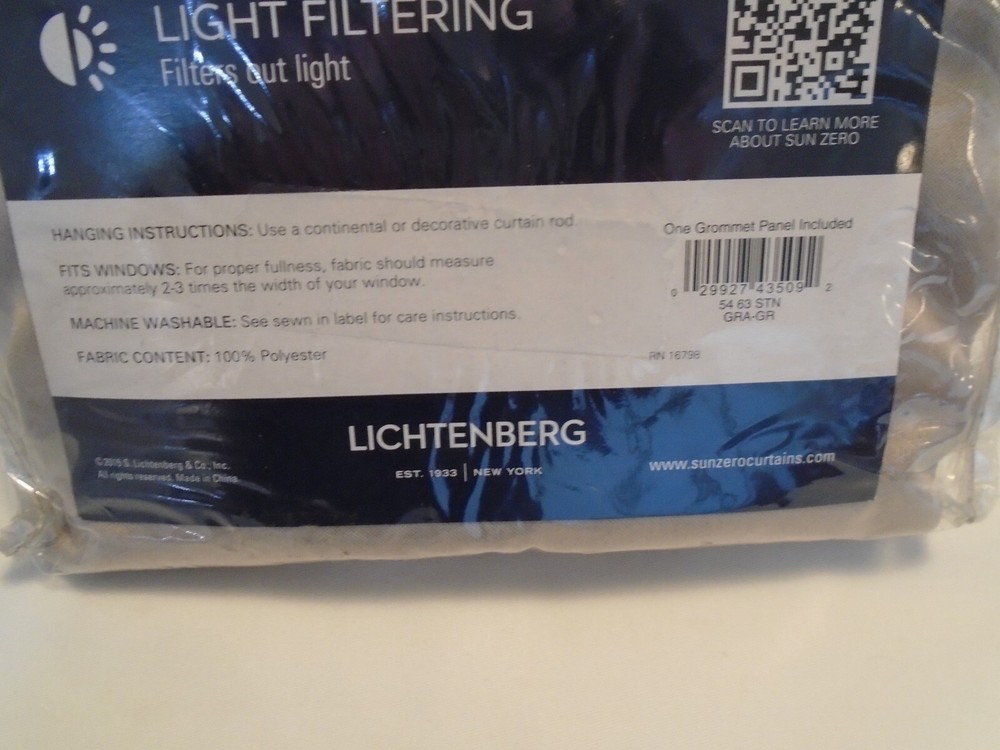 LIGHT FILTERING
Filters out light
SCAN TO LEARN MORE
ABOUT SUN ZERO
HANGING INSTRUCTIONS: Use a continental or decorative curtain rod
FITS WINDOWS: For proper fullness, fabric should measure
approximately 2-3 times the width of your window.
MACHINE WASHABLE: See sewn in label for care instructions.
FABRIC CONTENT: 100% Polyester
One Grommet Panel Included
0 29927 43509 2
54 63 STN
GRA-GR
RN 16798
LICHTENBERG
EST. 1933 | NEW YORK
©2015 S. Lichtenberg & Co., Inc.
All rights reserved. Made in China
www.sunzerocurtains.com